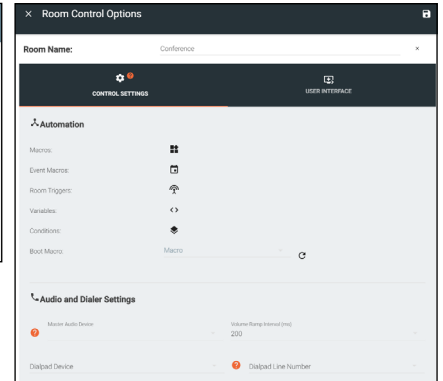 × Room Control Options
Room Name: Conference ×
?
CONTROL SETTINGS USER INTERFACE
Automation
Macros:
Event Macros:
Room Triggers:
Variables: <>
Conditions:
Boot Macro: Macro
Audio and Dialer Settings
Master Audio Device Volume Ramp Interval (ms)
? 200
Dialpad Device ? Dialpad Line Number